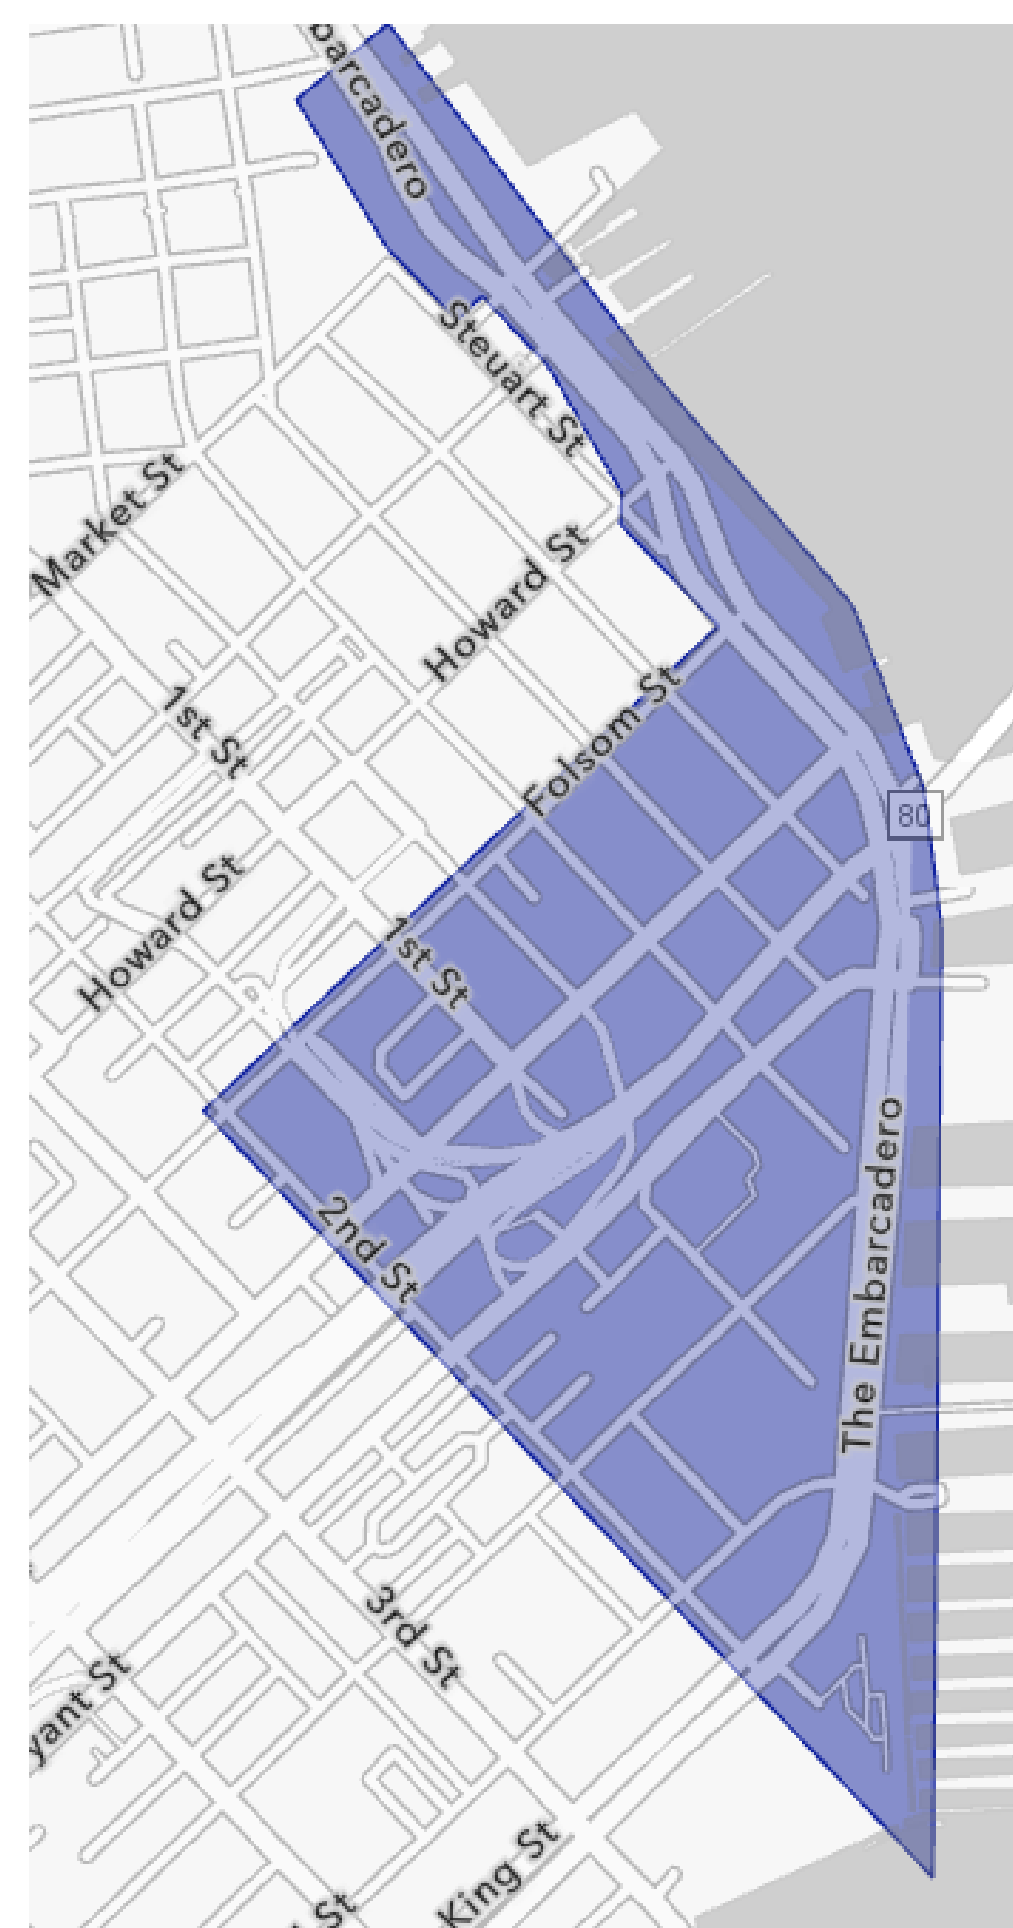 barcadero
Steuart St
Market St
Howard St
1st St
Folsom St
80
Howard St
1st St
2nd St
The Embarcadero
3rd St
yant St
King St
St